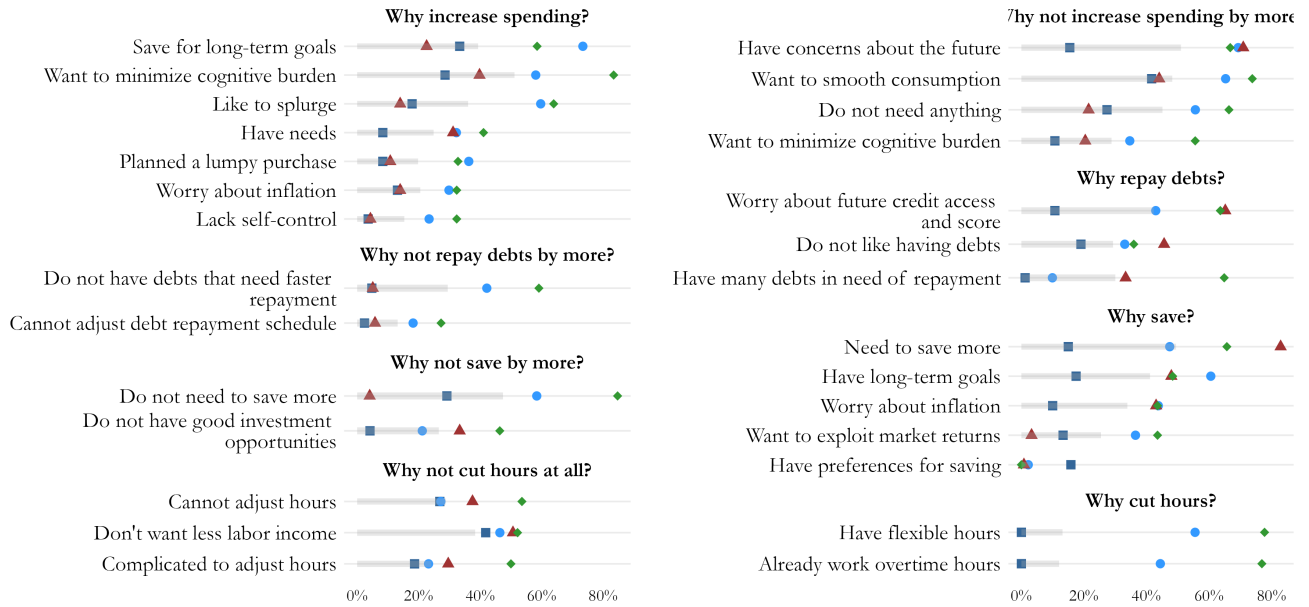 Why increase spending?
Save for long-term goals
Want to minimize cognitive burden
Like to splurge
Have needs
Planned a lumpy purchase
Worry about inflation
Lack self-control
Why not repay debts by more?
Do not have debts that need faster
repayment
Cannot adjust debt repayment schedule
Why not save by more?
Do not need to save more
Do not have good investment
opportunities
Why not cut hours at all?
Cannot adjust hours
Don't want less labor income
Complicated to adjust hours
0% 20% 40% 60% 80%
hy not increase spending by more
Have concerns about the future
Want to smooth consumption
Do not need anything
Want to minimize cognitive burden
Why repay debts?
Worry about future credit access
and score
Do not like having debts
Have many debts in need of repayment
Why save?
Need to save more
Have long-term goals
Worry about inflation
Want to exploit market returns
Have preferences for saving
Why cut hours?
Have flexible hours
Already work overtime hours
0% 20% 40% 60% 80%